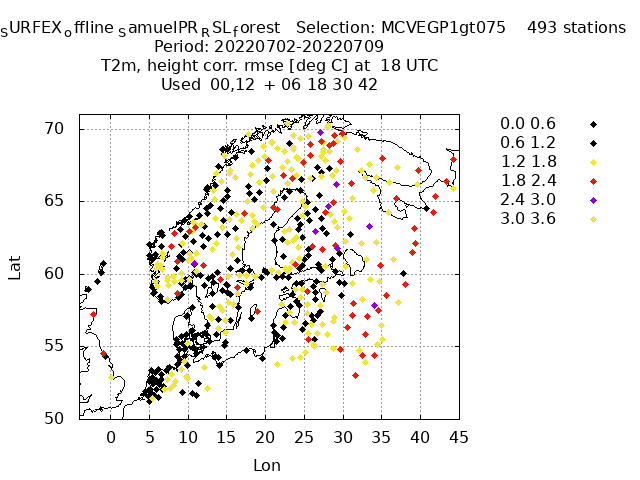 SURFEXoffline SamuelPRRSLforest Selection: MCVEGP1gt075 493 stations
Period: 20220702-20220709
T2m, height corr. rmse [deg C] at 18 UTC
Used 00,12 + 06 18 30 42
70
65
60
55
50
Lat
0 5 10 15 20 25 30 35 40 45
Lon
0.0 0.6
0.6 1.2
1.2 1.8
1.8 2.4
2.4 3.0
3.0 3.6